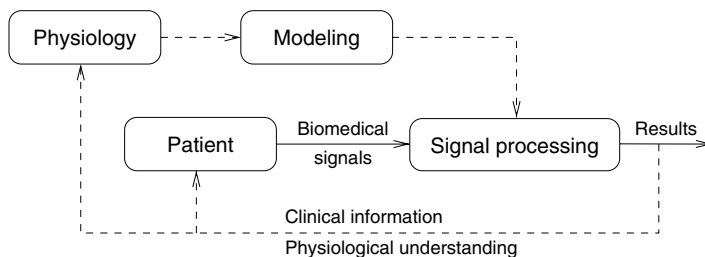 Physiology
Modeling
Patient
Biomedical
signals
Signal processing
Results
Clinical information
Physiological understanding